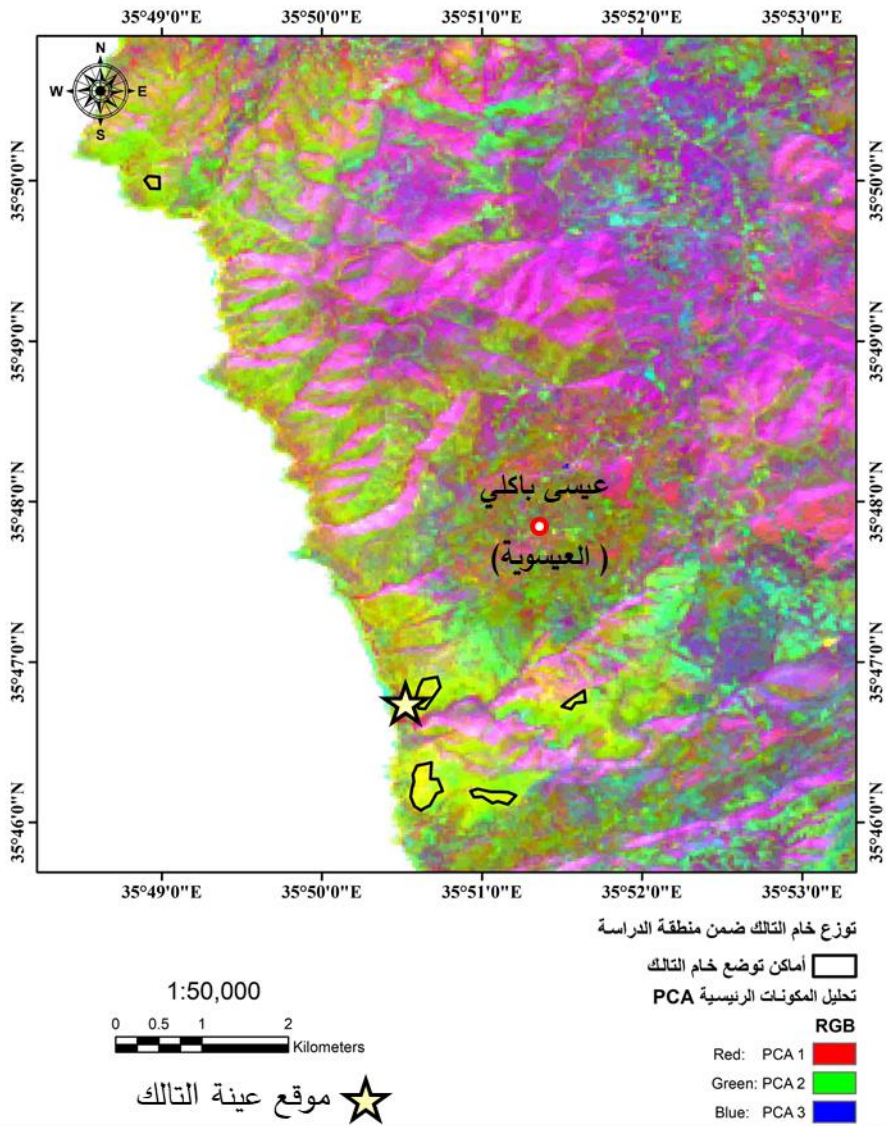 35°49'0"E 35°50'0"E 35°51'0"E 35°52'0"E 35°53'0"E
N
W E
S
35°50'0"N 35°50'0"N
35°49'0"N 35°49'0"N
عيسى باكلي
35°48'0"N 35°48'0"N
( العيسوية)
35°47'0"N 35°47'0"N
35°46'0"N 35°46'0"N
35°49'0"E 35°50'0"E 35°51'0"E 35°52'0"E 35°53'0"E
توزع خام التالك ضمن منطقة الدراسة
أماكن توضع خام التالك
تحليل المكونات الرئيسية PCA
1:50,000
0 0.5 1 2
Kilometers
RGB
Red: PCA 1
Green: PCA 2
Blue: PCA 3
موقع عينة التالك